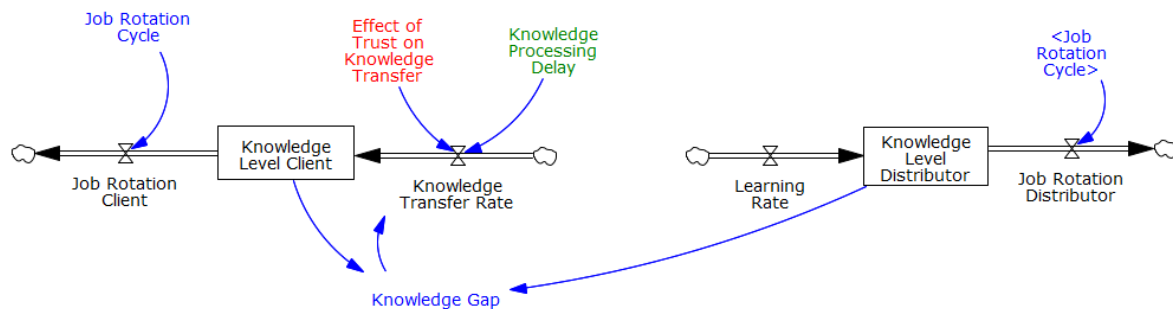 Job Rotation
Cycle
Effect of
Trust on
Knowledge
Transfer
Knowledge
Processing
Delay
<Job
Rotation
Cycle>
Knowledge
Level Client
Knowledge
Level
Distributor
Job Rotation
Client
Knowledge
Transfer Rate
Learning
Rate
Job Rotation
Distributor
Knowledge Gap